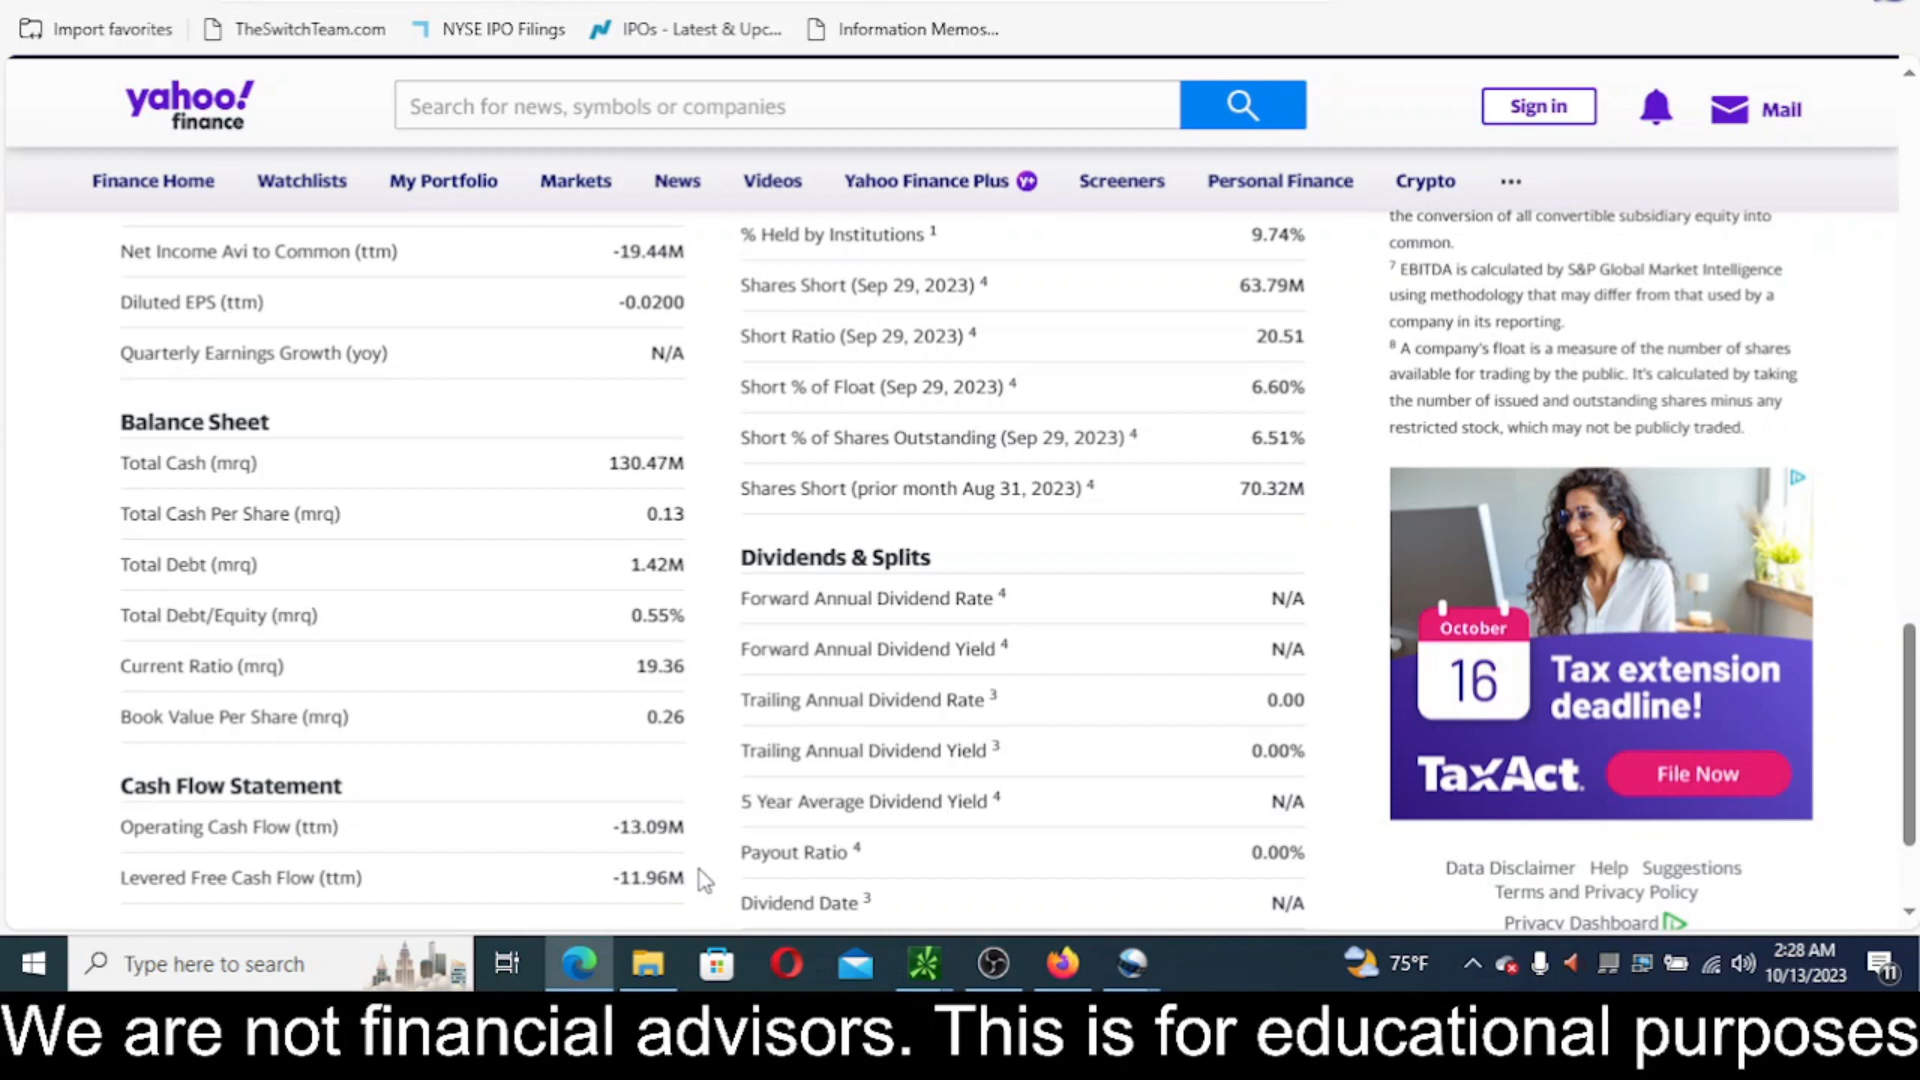 Import favorites
TheSwitchTeam.com
NYSE IPO Filings
IPOs - Latest & Upc...
Information Memos...
yahoo!
finance
Search for news, symbols or companies
Sign in
Mail
Finance Home
Watchlists
My Portfolio
Markets
News
Videos
Yahoo Finance Plus Y+
Screeners
Personal Finance
Crypto
...
Net Income Avi to Common (ttm) -19.44M
Diluted EPS (ttm) -0.0200
Quarterly Earnings Growth (yoy) N/A
Balance Sheet
Total Cash (mrq) 130.47M
Total Cash Per Share (mrq) 0.13
Total Debt (mrq) 1.42M
Total Debt/Equity (mrq) 0.55%
Current Ratio (mrq) 19.36
Book Value Per Share (mrq) 0.26
Cash Flow Statement
Operating Cash Flow (ttm) -13.09M
Levered Free Cash Flow (ttm) -11.96M
% Held by Institutions 1 9.74%
Shares Short (Sep 29, 2023) 4 63.79M
Short Ratio (Sep 29, 2023) 4 20.51
Short % of Float (Sep 29, 2023) 4 6.60%
Short % of Shares Outstanding (Sep 29, 2023) 4 6.51%
Shares Short (prior month Aug 31, 2023) 4 70.32M
Dividends & Splits
Forward Annual Dividend Rate 4 N/A
Forward Annual Dividend Yield 4 N/A
Trailing Annual Dividend Rate 3 0.00
Trailing Annual Dividend Yield 3 0.00%
5 Year Average Dividend Yield 4 N/A
Payout Ratio 4 0.00%
Dividend Date 3 N/A
the conversion of all convertible subsidiary equity into
common.
7 EBITDA is calculated by S&P Global Market Intelligence
using methodology that may differ from that used by a
company in its reporting.
8 A company's float is a measure of the number of shares
available for trading by the public. It's calculated by taking
the number of issued and outstanding shares minus any
restricted stock, which may not be publicly traded.
October
16
Tax extension
deadline!
TaxAct.
File Now
Data Disclaimer Help Suggestions
Terms and Privacy Policy
Privacy Dashboard
Type here to search
75°F
2:28 AM
10/13/2023
11
We are not financial advisors. This is for educational purposes